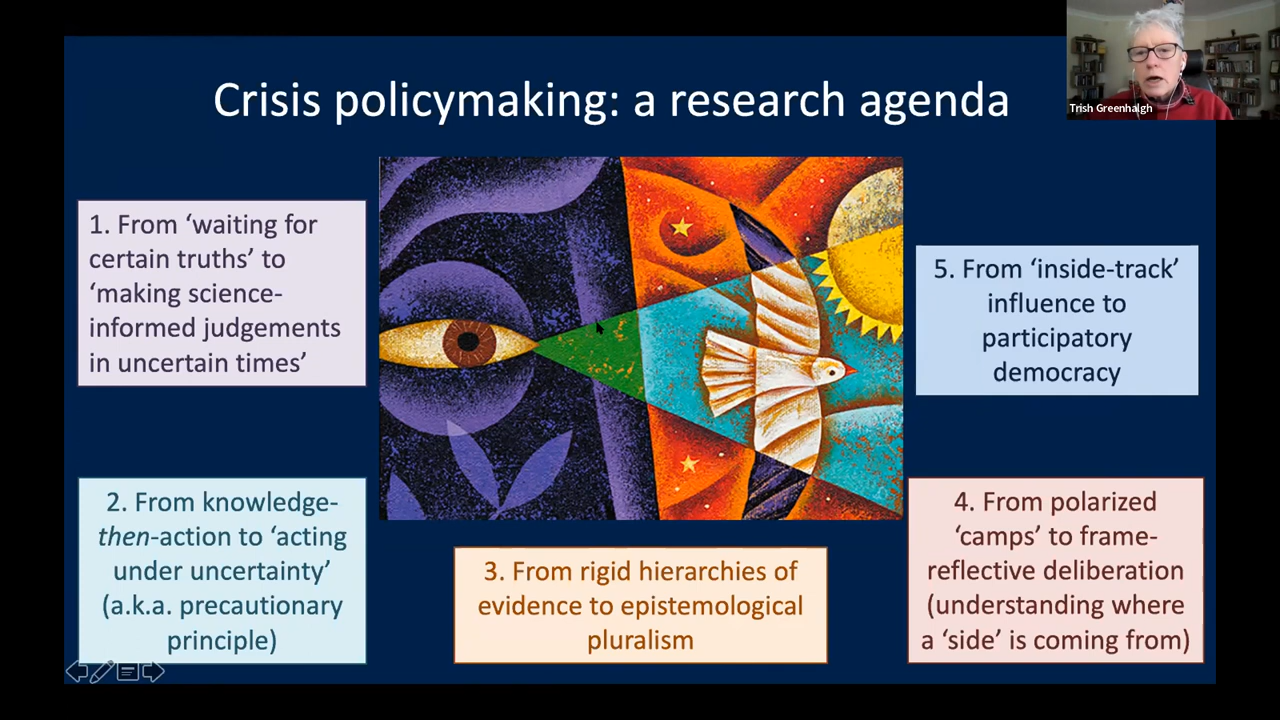 Crisis policymaking: a research agenda
Trish Greenhalgh
1. From ‘waiting for
certain truths’ to
‘making science-
informed judgements
in uncertain times’
2. From knowledge-
then-action to ‘acting
under uncertainty’
(a.k.a. precautionary
principle)
3. From rigid hierarchies of
evidence to epistemological
pluralism
4. From polarized
‘camps’ to frame-
reflective deliberation
(understanding where
a ‘side’ is coming from)
5. From ‘inside-track’
influence to
participatory
democracy